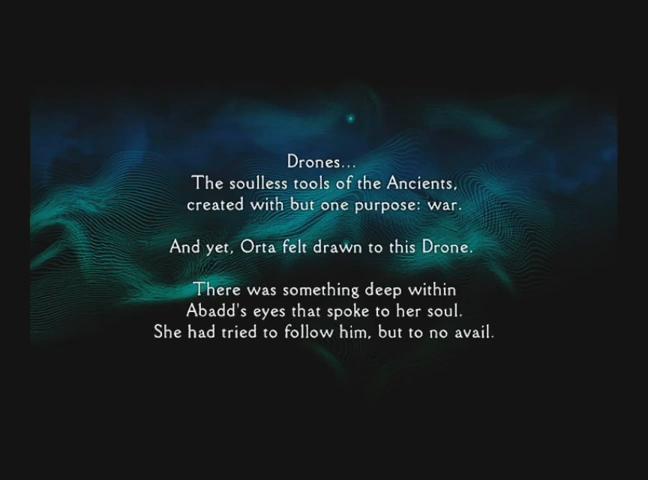 Drones...
The soulless tools of the Ancients,
created with but one purpose: war.
And yet, Orta felt drawn to this Drone.
There was something deep within
Abadd's eyes that spoke to her soul.
She had tried to follow him, but to no avail.